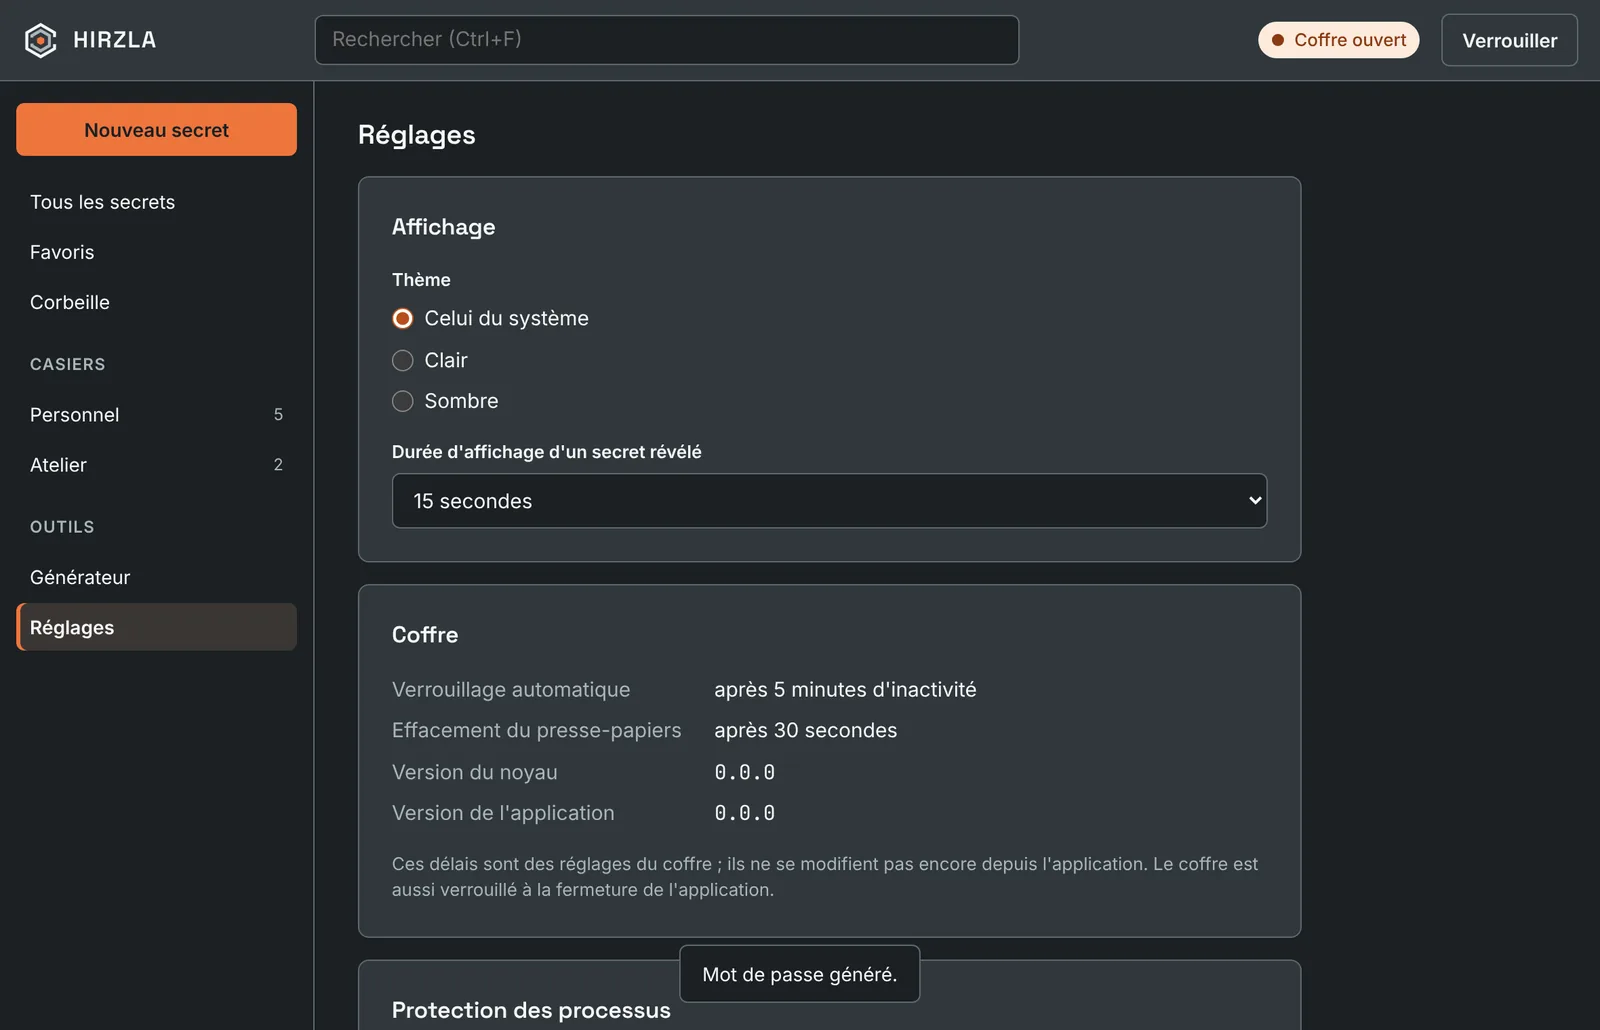 HIRZLA
Rechercher (Ctrl+F)
Coffre ouvert
Verrouiller
Nouveau secret
Tous les secrets
Favoris
Corbeille
CASIERS
Personnel 5
Atelier 2
OUTILS
Générateur
Réglages
Réglages
Affichage
Thème
Celui du système
Clair
Sombre
Durée d'affichage d'un secret révélé
15 secondes
Coffre
Verrouillage automatique après 5 minutes d'inactivité
Effacement du presse-papiers après 30 secondes
Version du noyau 0.0.0
Version de l'application 0.0.0
Ces délais sont des réglages du coffre ; ils ne se modifient pas encore depuis l'application. Le coffre est
aussi verrouillé à la fermeture de l'application.
Mot de passe généré.
Protection des processus